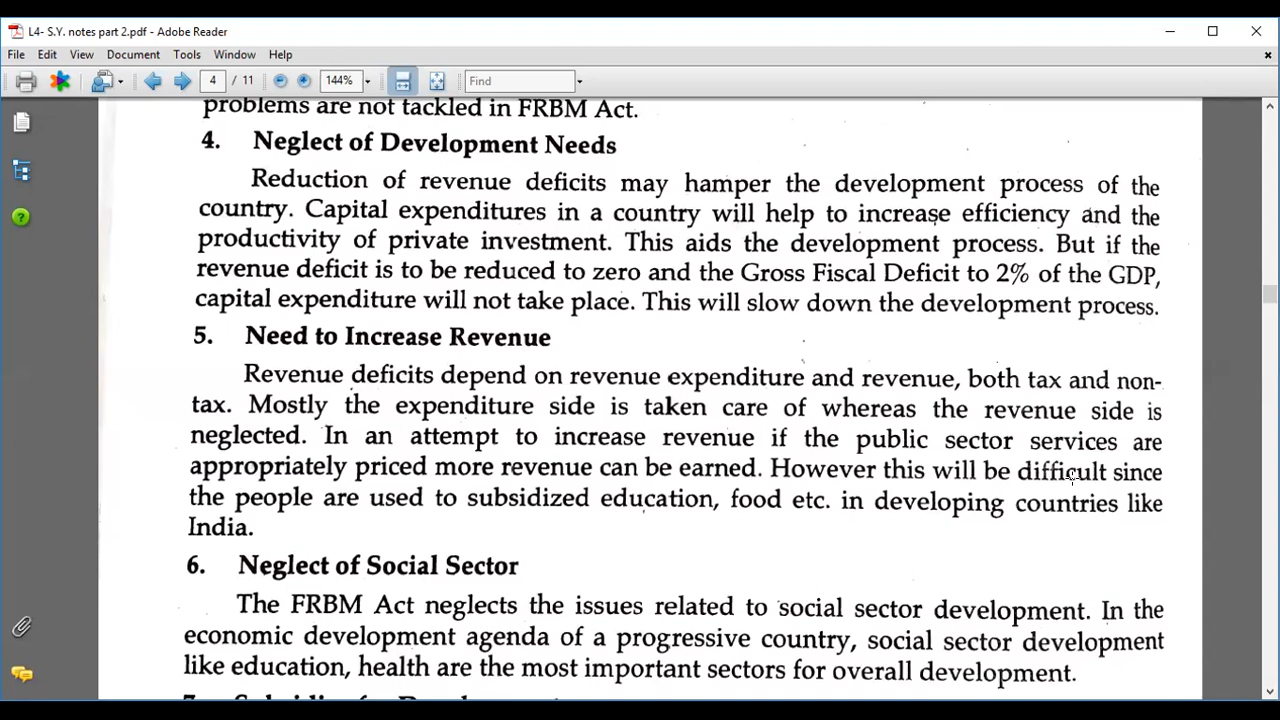 L4- S.Y. notes part 2.pdf - Adobe Reader
File Edit View Document Tools Window Help
4 / 11 144% Find
problems are not tackled in FRBM Act.
4. Neglect of Development Needs
Reduction of revenue deficits may hamper the development process of the
country. Capital expenditures in a country will help to increase efficiency and the
productivity of private investment. This aids the development process. But if the
revenue deficit is to be reduced to zero and the Gross Fiscal Deficit to 2% of the GDP,
capital expenditure will not take place. This will slow down the development process.
5. Need to Increase Revenue
Revenue deficits depend on revenue expenditure and revenue, both tax and non-
tax. Mostly the expenditure side is taken care of whereas the revenue side is
neglected. In an attempt to increase revenue if the public sector services are
appropriately priced more revenue can be earned. However this will be difficult since
the people are used to subsidized education, food etc. in developing countries like
India.
6. Neglect of Social Sector
The FRBM Act neglects the issues related to social sector development. In the
economic development agenda of a progressive country, social sector development
like education, health are the most important sectors for overall development.